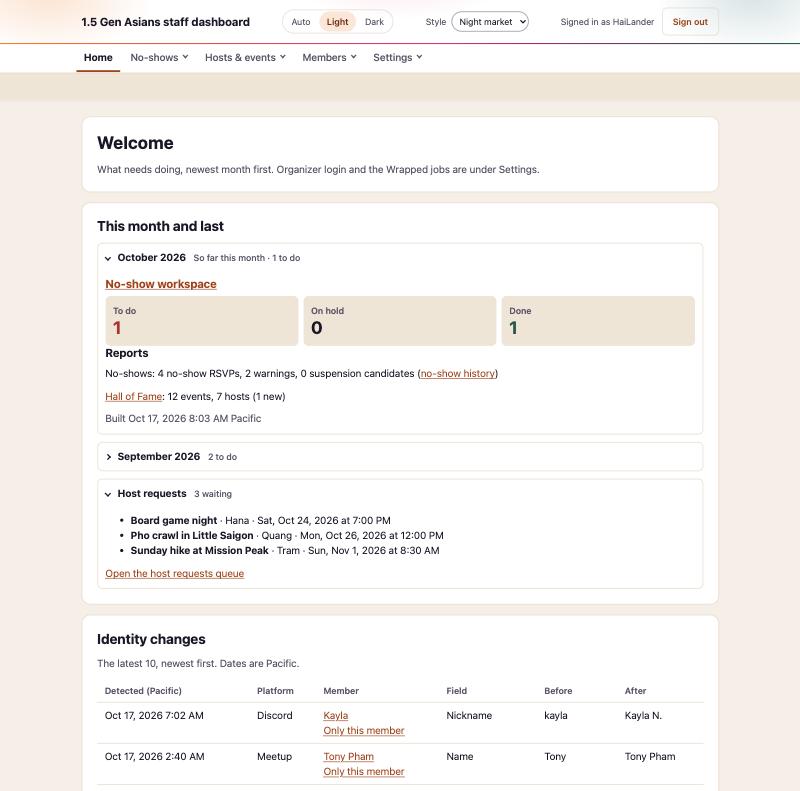 1.5 Gen Asians staff dashboard
Auto Light Dark
Style Night market
Signed in as HaiLander Sign out
Home No-shows Hosts & events Members Settings
Welcome
What needs doing, newest month first. Organizer login and the Wrapped jobs are under Settings.
This month and last
October 2026 So far this month · 1 to do
No-show workspace
To do On hold Done
1 0 1
Reports
No-shows: 4 no-show RSVPs, 2 warnings, 0 suspension candidates (no-show history)
Hall of Fame: 12 events, 7 hosts (1 new)
Built Oct 17, 2026 8:03 AM Pacific
September 2026 2 to do
Host requests 3 waiting
• Board game night · Hana · Sat, Oct 24, 2026 at 7:00 PM
• Pho crawl in Little Saigon · Quang · Mon, Oct 26, 2026 at 12:00 PM
• Sunday hike at Mission Peak · Tram · Sun, Nov 1, 2026 at 8:30 AM
Open the host requests queue
Identity changes
The latest 10, newest first. Dates are Pacific.
Detected (Pacific) Platform Member Field Before After
Oct 17, 2026 7:02 AM Discord Kayla Nickname kayla Kayla N.
Only this member
Oct 17, 2026 2:40 AM Meetup Tony Pham Name Tony Tony Pham
Only this member